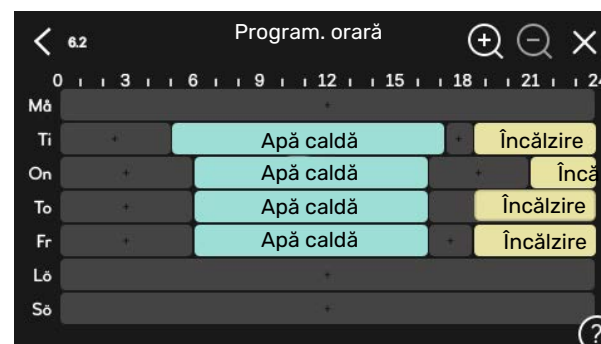 6.2 Program. orară
0 3 6 9 12 15 18 21 24
Må
Ti Apă caldă Încălzire
On Apă caldă Încă
To Apă caldă Încălzire
Fr Apă caldă Încălzire
Lö
Sö
?